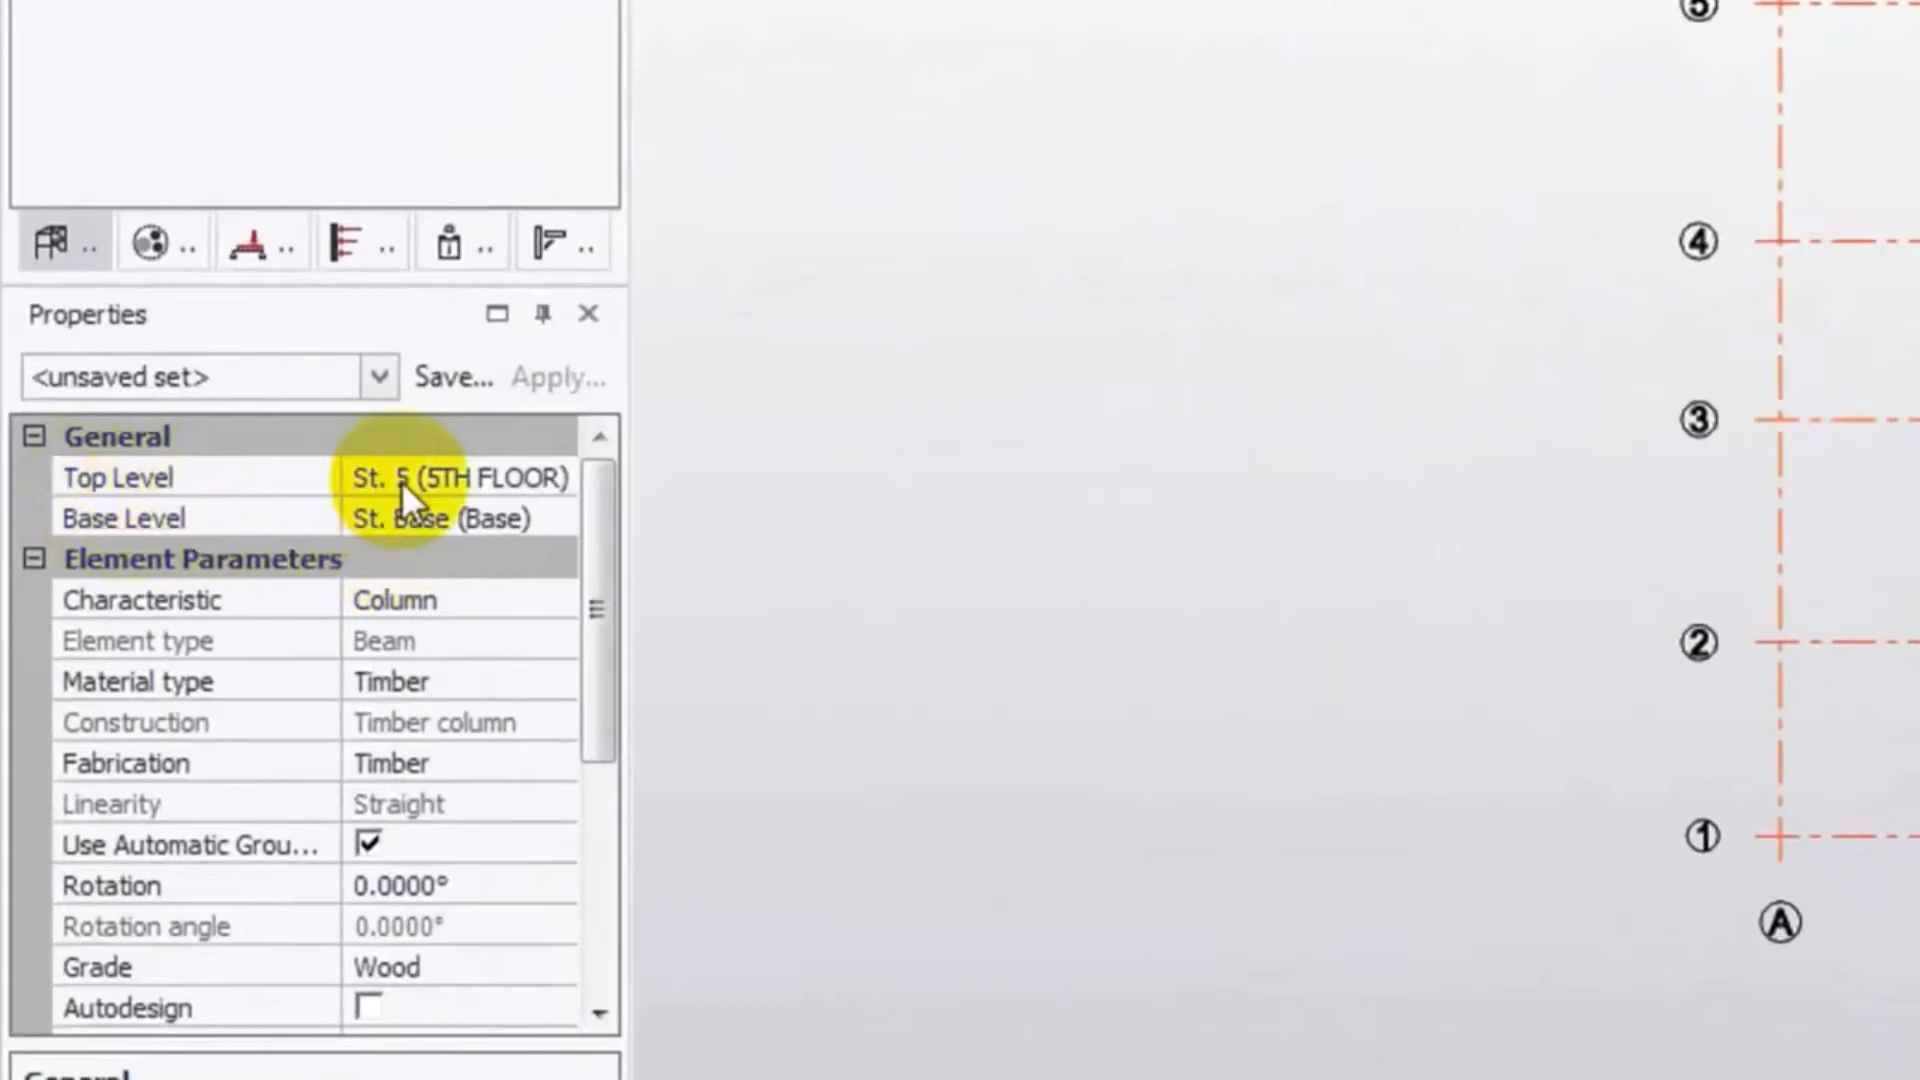 5
4
Properties
<unsaved set> Save... Apply...
3
General
Top Level St. 5 (5TH FLOOR)
Base Level St. Base (Base)
Element Parameters
Characteristic Column
Element type Beam
2
Material type Timber
Construction Timber column
Fabrication Timber
Linearity Straight
1
Use Automatic Grou...
Rotation 0.0000°
Rotation angle 0.0000°
A
Grade Wood
Autodesign
General